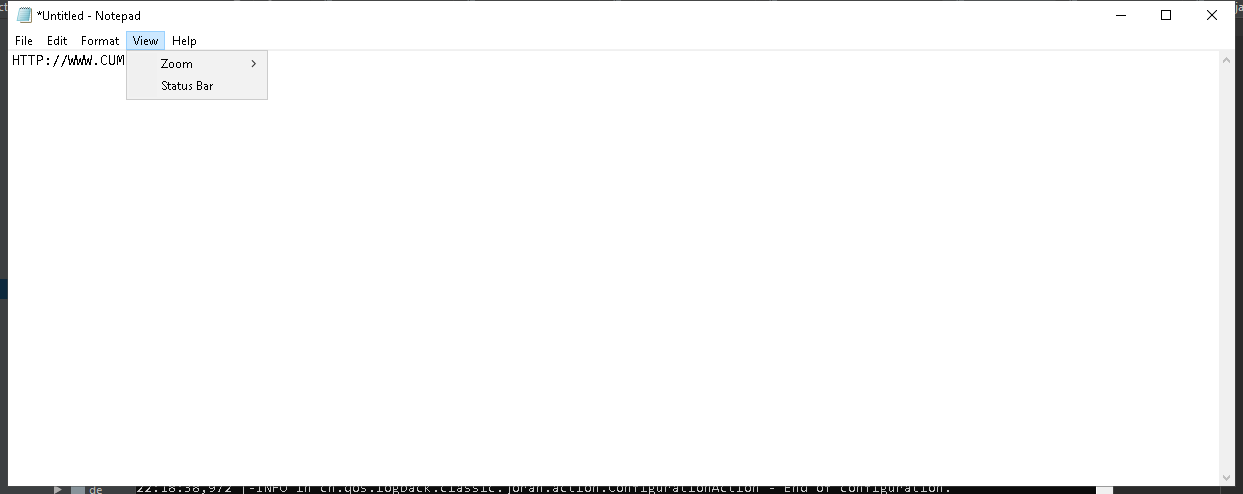 *Untitled - Notepad
File Edit Format View Help
HTTP://WWW.CUM
Zoom
Status Bar
de 22:18:38,972 |-INFO in ch.qos.logback.classic.joran.action.ConfigurationAction - End of configuration.